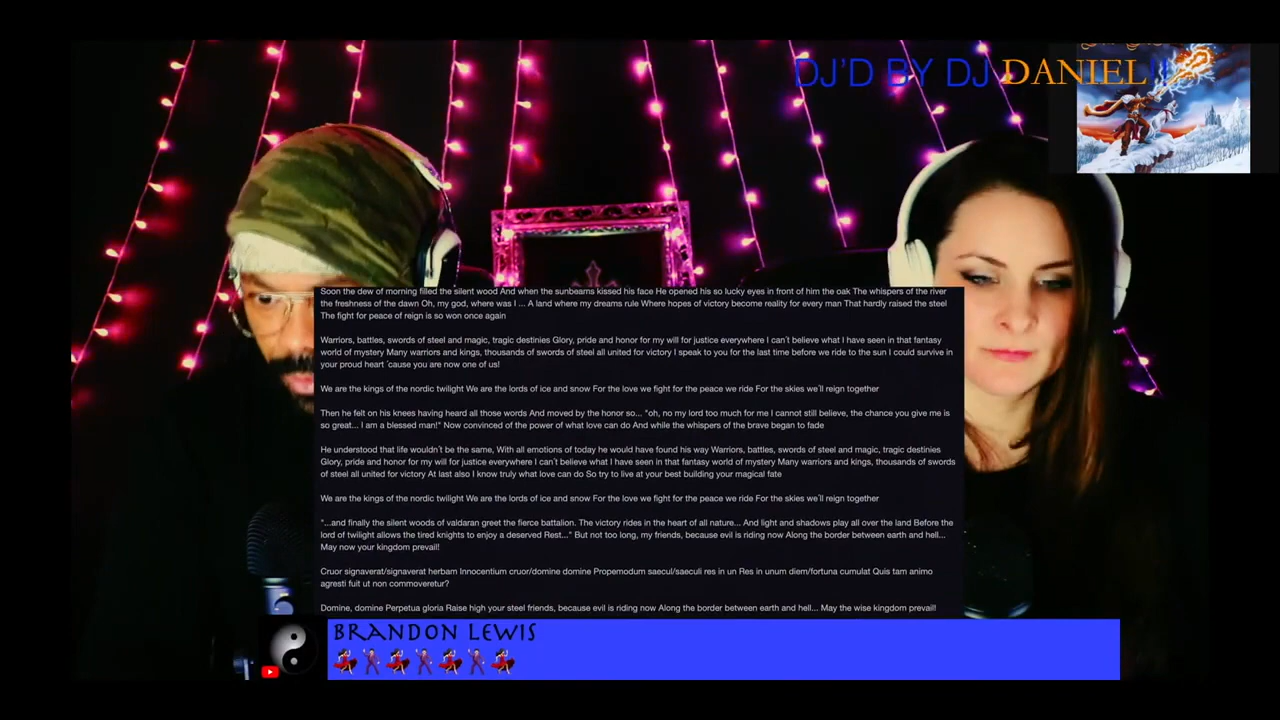 DJ'D BY DJ DANIEL!!
Soon the dew of morning filled the silent wood And when the sunbeams kissed his face He opened his so lucky eyes in front of him the oak The whispers of the river
the freshness of the dawn Oh, my god, where was I ... A land where my dreams rule Where hopes of victory become reality for every man That hardly raised the steel
The fight for peace of reign is so won once again
Warriors, battles, swords of steel and magic, tragic destinies Glory, pride and honor for my will for justice everywhere I can´t believe what I have seen in that fantasy
world of mystery Many warriors and kings, thousands of swords of steel all united for victory I speak to you for the last time before we ride to the sun I could survive in
your proud heart ´cause you are now one of us!
We are the kings of the nordic twilight We are the lords of ice and snow For the love we fight for the peace we ride For the skies we´ll reign together
Then he felt on his knees having heard all those words And moved by the honor so... "oh, no my lord too much for me I cannot still believe, the chance you give me is
so great... I am a blessed man!" Now convinced of the power of what love can do And while the whispers of the brave began to fade
He understood that life wouldn´t be the same, With all emotions of today he would have found his way Warriors, battles, swords of steel and magic, tragic destinies
Glory, pride and honor for my will for justice everywhere I can´t believe what I have seen in that fantasy world of mystery Many warriors and kings, thousands of swords
of steel all united for victory At last also I know truly what love can do So try to live at your best building your magical fate
We are the kings of the nordic twilight We are the lords of ice and snow For the love we fight for the peace we ride For the skies we´ll reign together
"...and finally the silent woods of valdaran greet the fierce battalion. The victory rides in the heart of all nature... And light and shadows play all over the land Before the
lord of twilight allows the tired knights to enjoy a deserved Rest..." But not too long, my friends, because evil is riding now Along the border between earth and hell...
May now your kingdom prevail!
Cruor signaverat/signaverat herbam Innocentium cruor/domine domine Propemodum saecul/saeculi res in un Res in unum diem/fortuna cumulat Quis tam animo
agresti fuit ut non commoveretur?
Domine, domine Perpetua gloria Raise high your steel friends, because evil is riding now Along the border between earth and hell... May the wise kingdom prevail!
BRANDON LEWIS